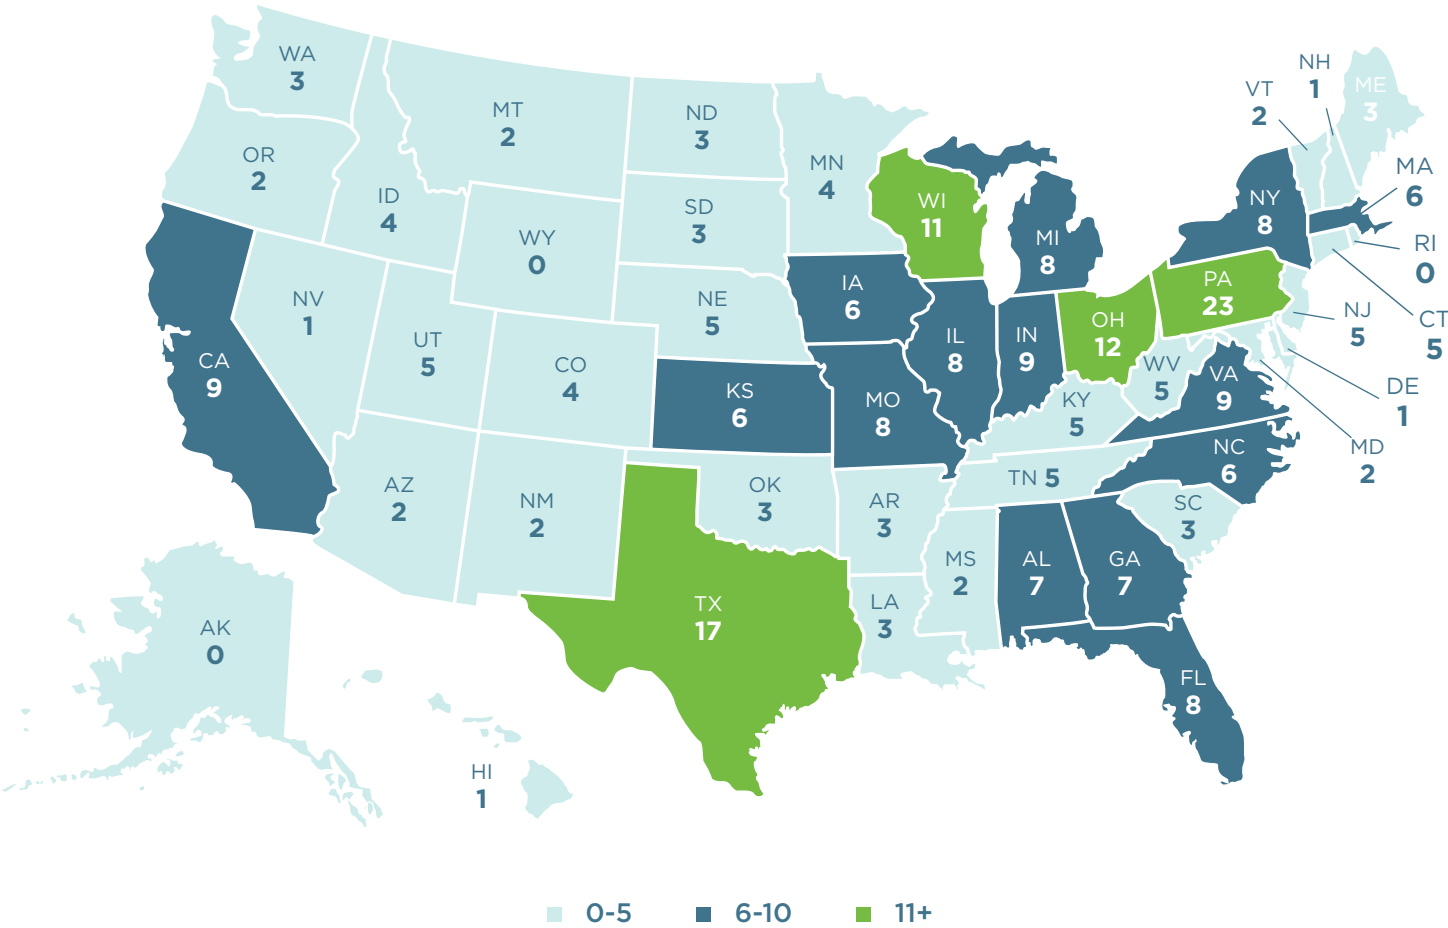 WA
3
OR
2
ID
4
MT
2
ND
3
MN
4
WI
11
MI
8
NY
8
VT
2
NH
1
ME
3
MA
6
RI
0
CT
5
NJ
5
DE
1
MD
2
PA
23
OH
12
IN
9
IL
8
IA
6
SD
3
WY
0
NE
5
NV
1
UT
5
CO
4
KS
6
MO
8
KY
5
WV
5
VA
9
NC
6
TN 5
SC
3
CA
9
AZ
2
NM
2
OK
3
AR
3
MS
2
AL
7
GA
7
LA
3
TX
17
FL
8
AK
0
HI
1
0-5
6-10
11+